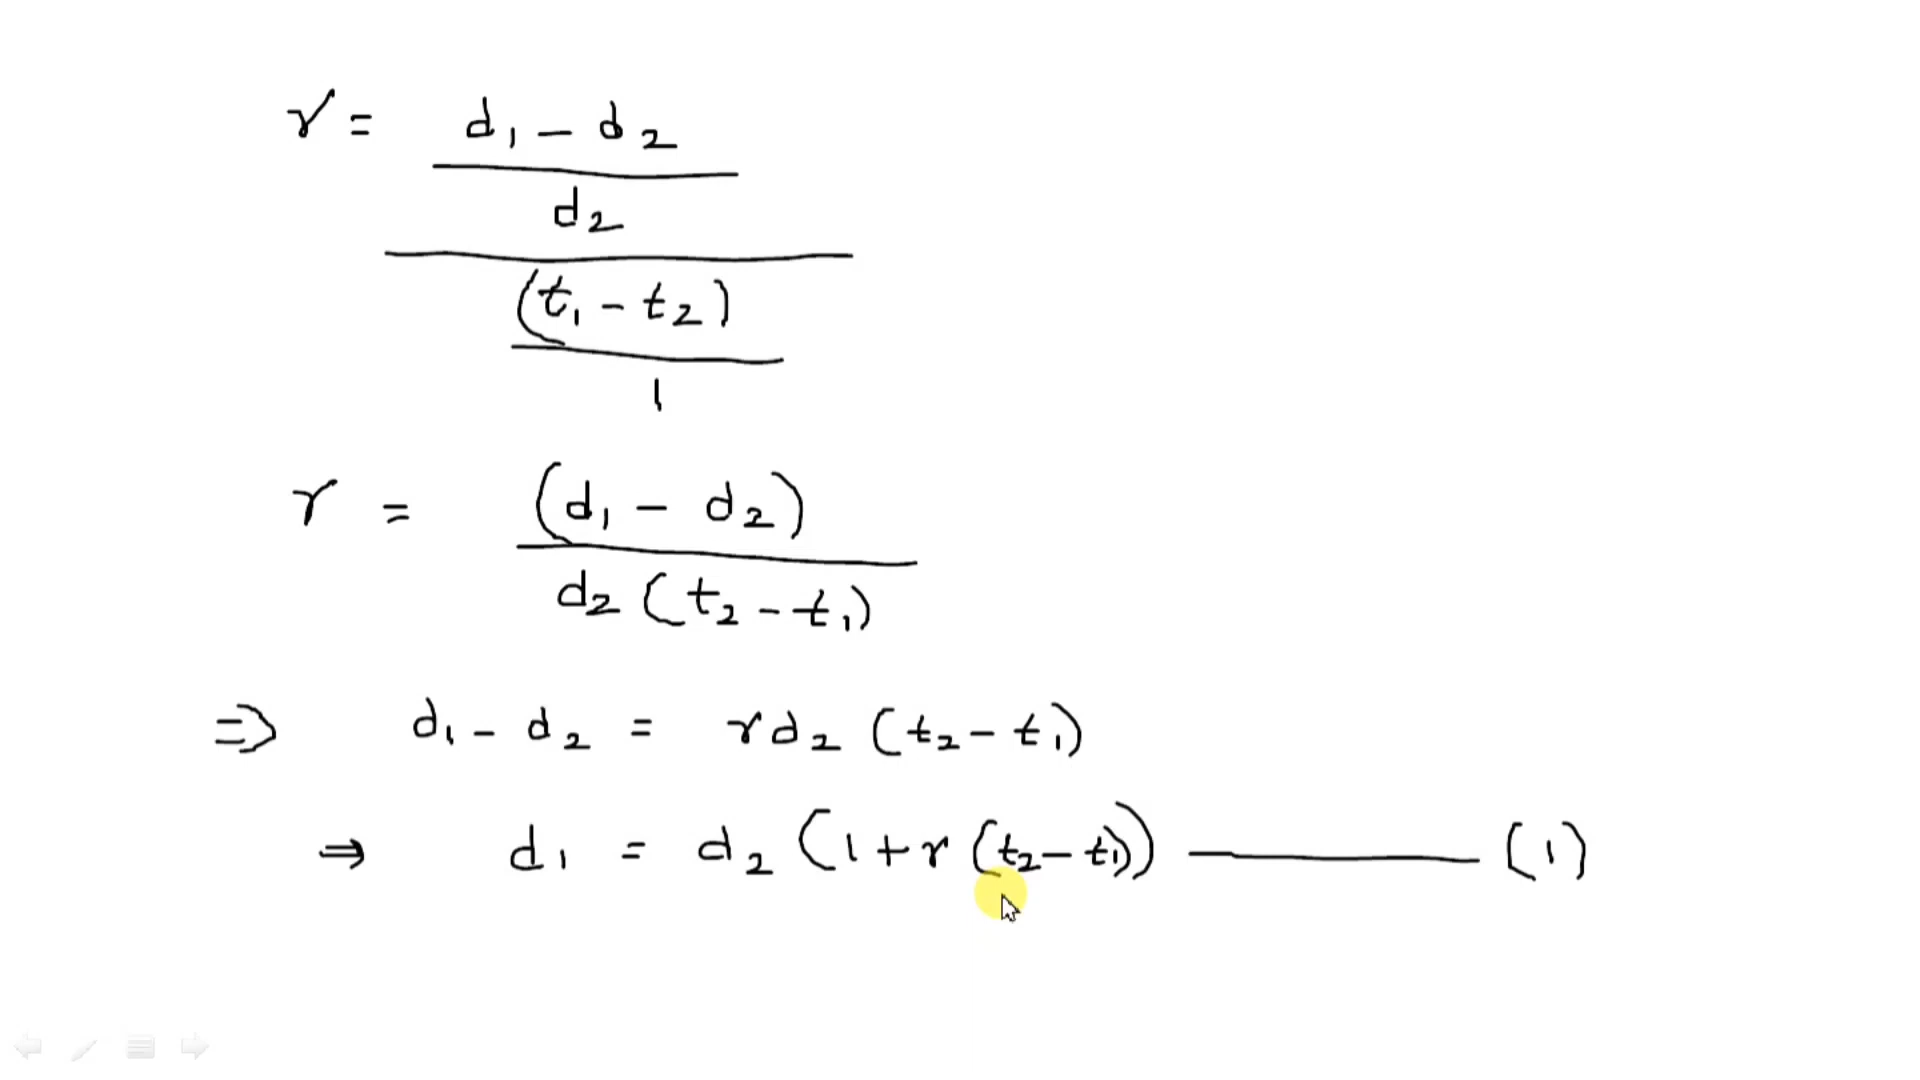 r = d₁ - d₂
d₂
(t₁ - t₂)
1
r = (d₁ - d₂)
d₂ (t₂ - t₁)
⇒ d₁ - d₂ = r d₂ (t₂ - t₁)
⇒ d₁ = d₂ (1 + r (t₂ - t₁)) ——— (1)